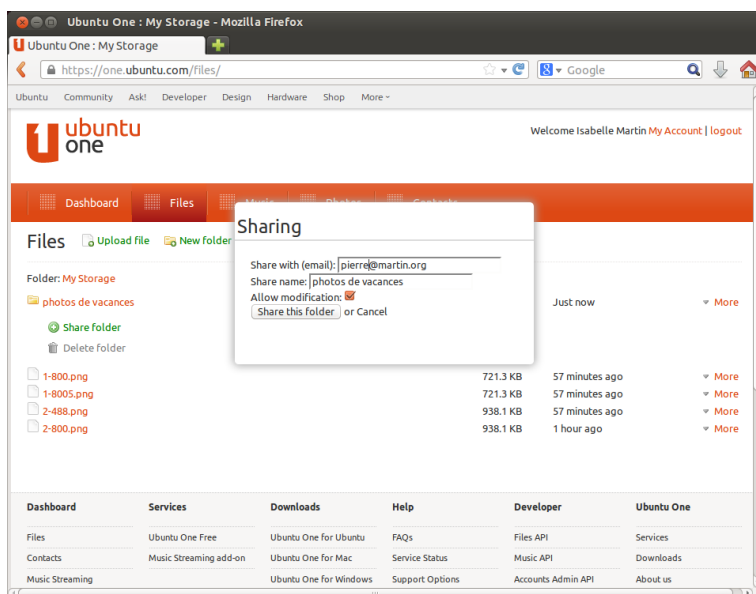 Ubuntu One : My Storage - Mozilla Firefox
Ubuntu One : My Storage
https://one.ubuntu.com/files/
Google
Ubuntu Community Ask! Developer Design Hardware Shop More
ubuntu
one
Welcome Isabelle Martin My Account | logout
Dashboard Files Music Photos Contacts
Files Upload file New folder
Sharing
Share with (email): pierre@martin.org
Share name: photos de vacances
Allow modification:
Share this folder or Cancel
Folder: My Storage
photos de vacances Just now More
Share folder
Delete folder
1-800.png 721.3 KB 57 minutes ago More
1-800S.png 721.3 KB 57 minutes ago More
2-488.png 938.1 KB 57 minutes ago More
2-800.png 938.1 KB 1 hour ago More
Dashboard Services Downloads Help Developer Ubuntu One
Files Ubuntu One Free Ubuntu One for Ubuntu FAQs Files API Services
Contacts Music Streaming add-on Ubuntu One for Mac Service Status Music API Downloads
Music Streaming Ubuntu One for Windows Support Options Accounts Admin API About us